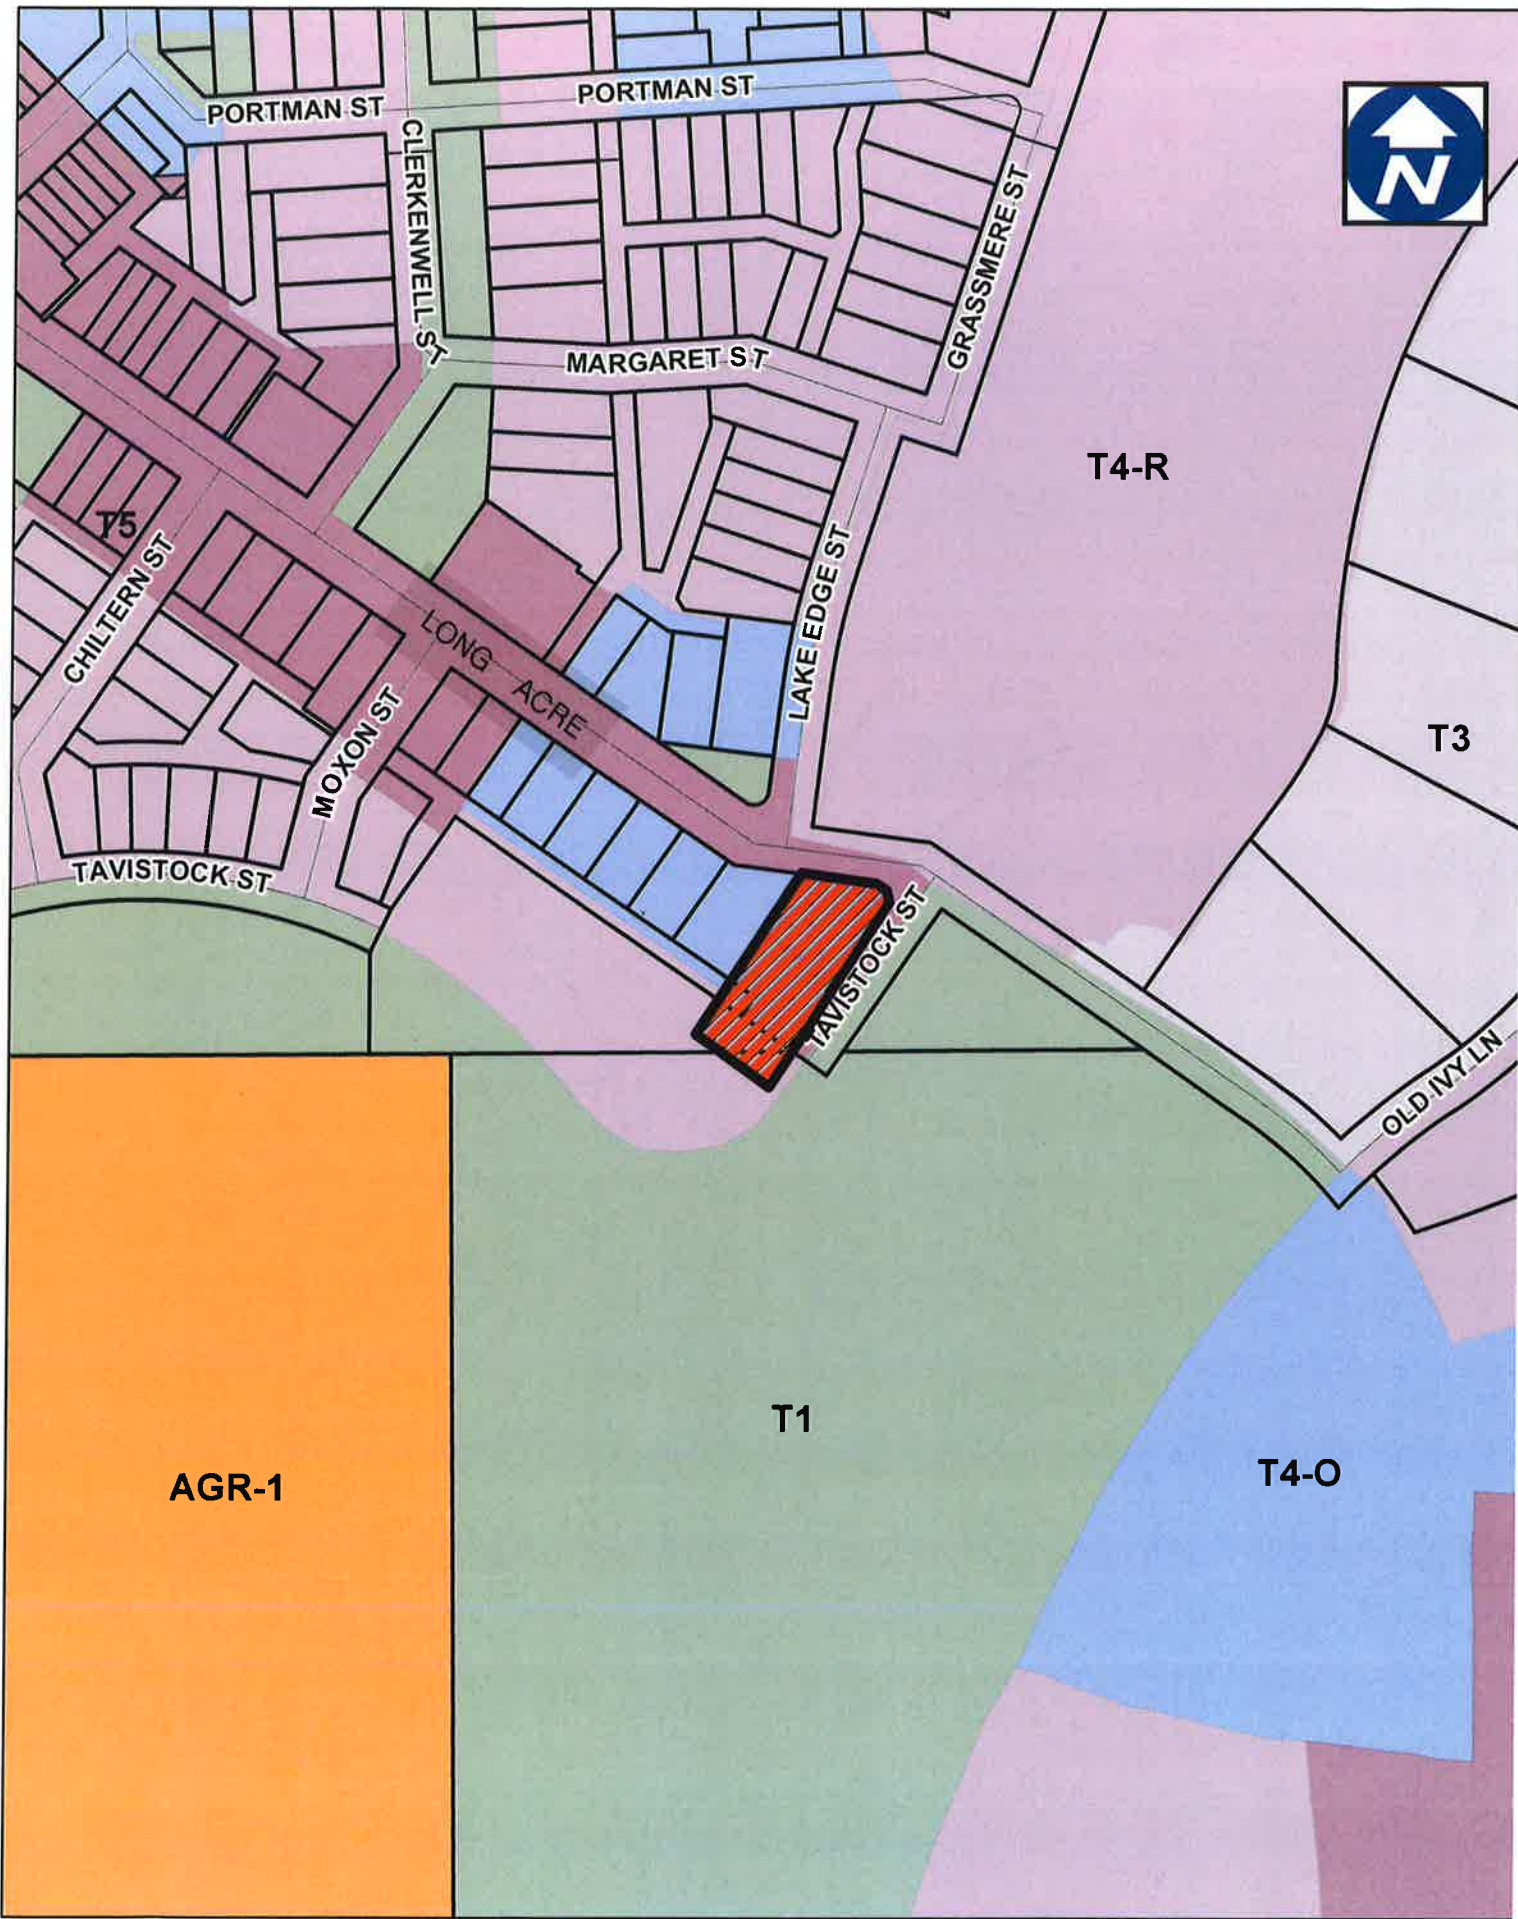 PORTMAN ST
PORTMAN ST
CLERKENWELL ST
N
GRASSMERE ST
MARGARET ST
T4-R
T5
CHILTERN ST
LONG ACRE
LAKE EDGE ST
MOXON ST
T3
TAVISTOCK ST
TAVISTOCK ST
OLD IVY LN
T1
AGR-1
T4-O